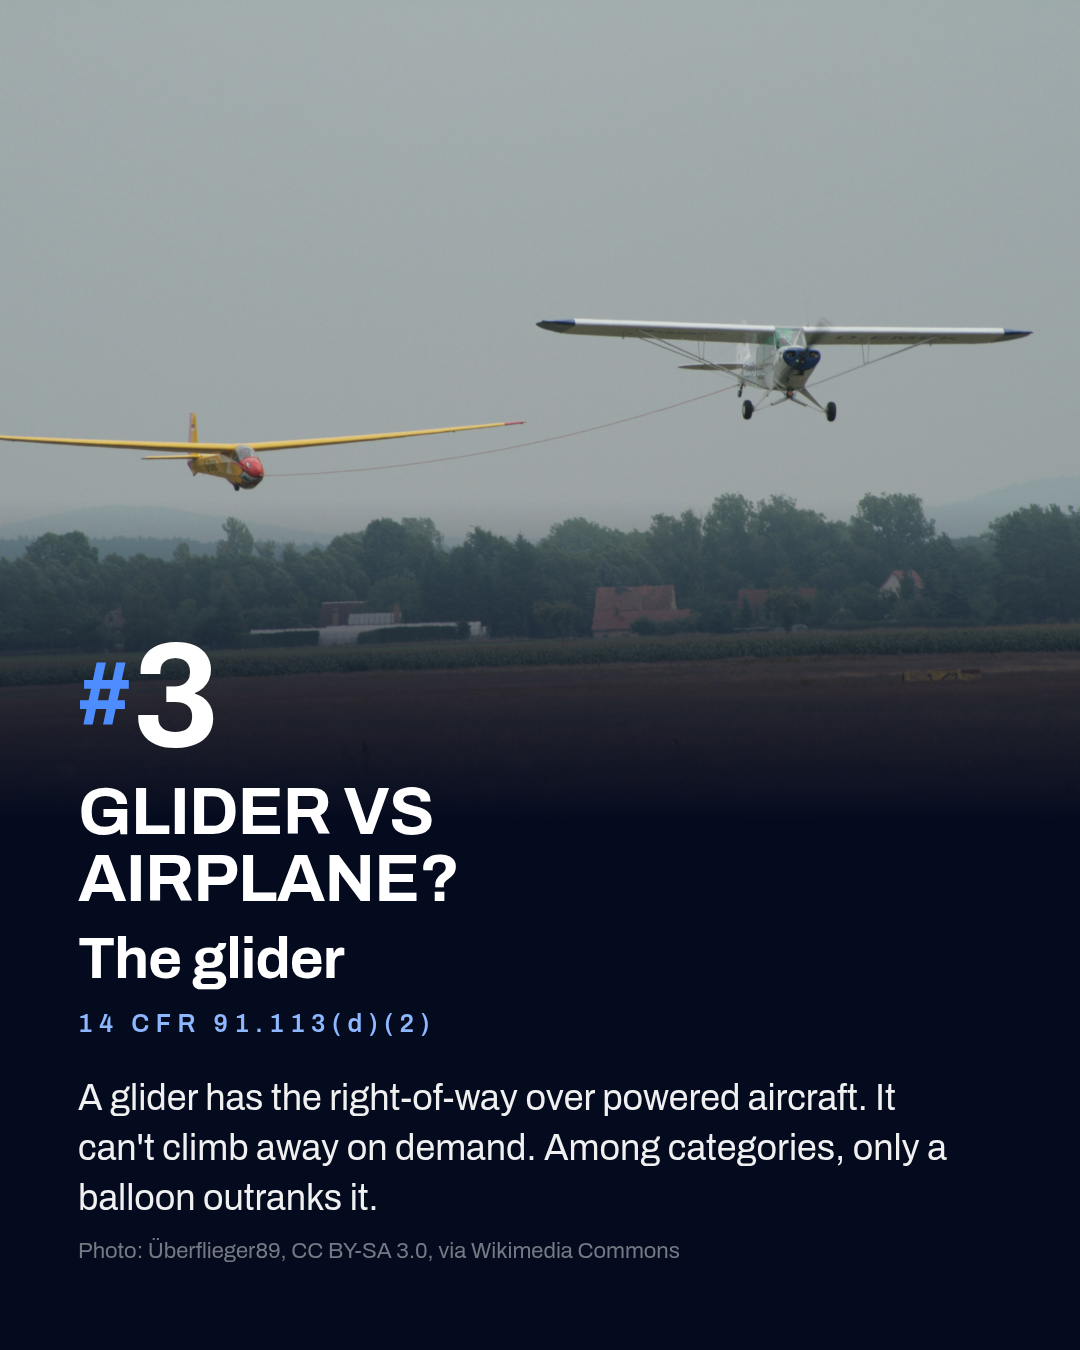 #3
GLIDER VS
AIRPLANE?
The glider
14 CFR 91.113(d)(2)
A glider has the right-of-way over powered aircraft. It
can't climb away on demand. Among categories, only a
balloon outranks it.
Photo: Überflieger89, CC BY-SA 3.0, via Wikimedia Commons